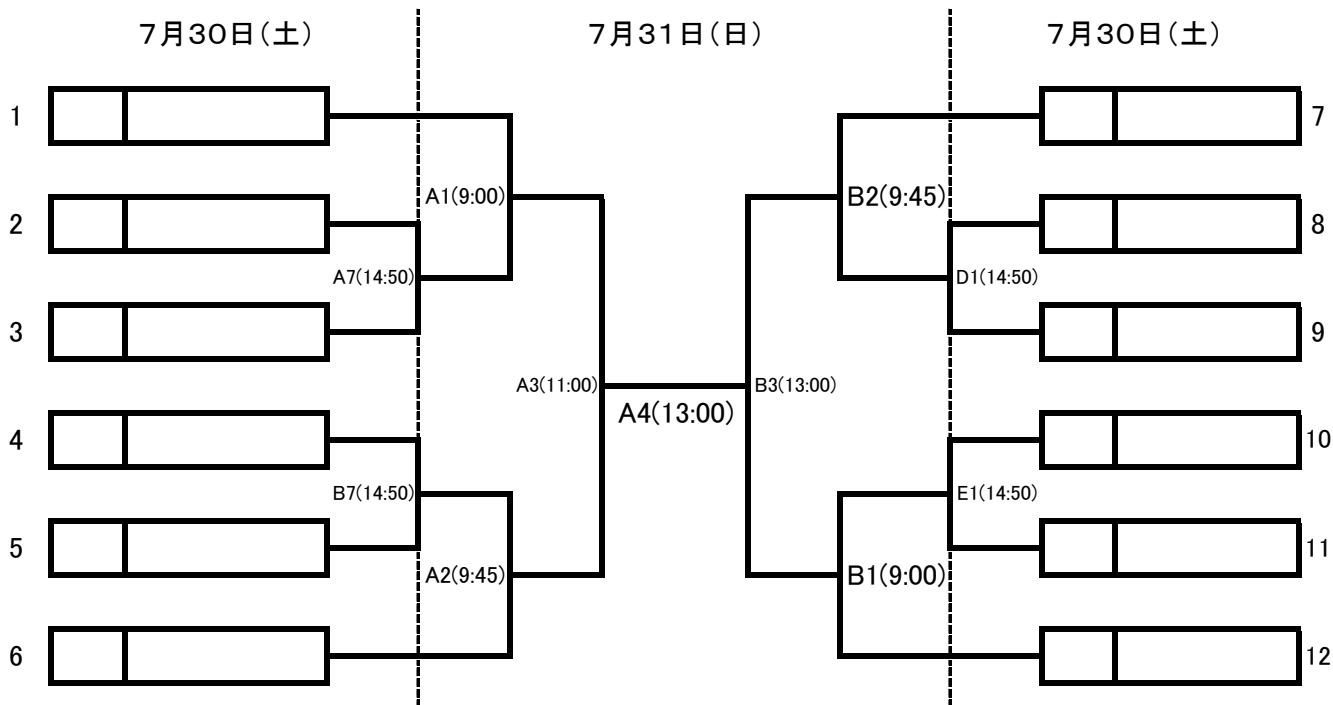 7月30日(土) 7月31日(日) 7月30日(土)
1 7
A1(9:00) B2(9:45)
2 8
A7(14:50) D1(14:50)
3 9
A3(11:00) B3(13:00)
A4(13:00)
4 10
B7(14:50) E1(14:50)
5 11
A2(9:45) B1(9:00)
6 12